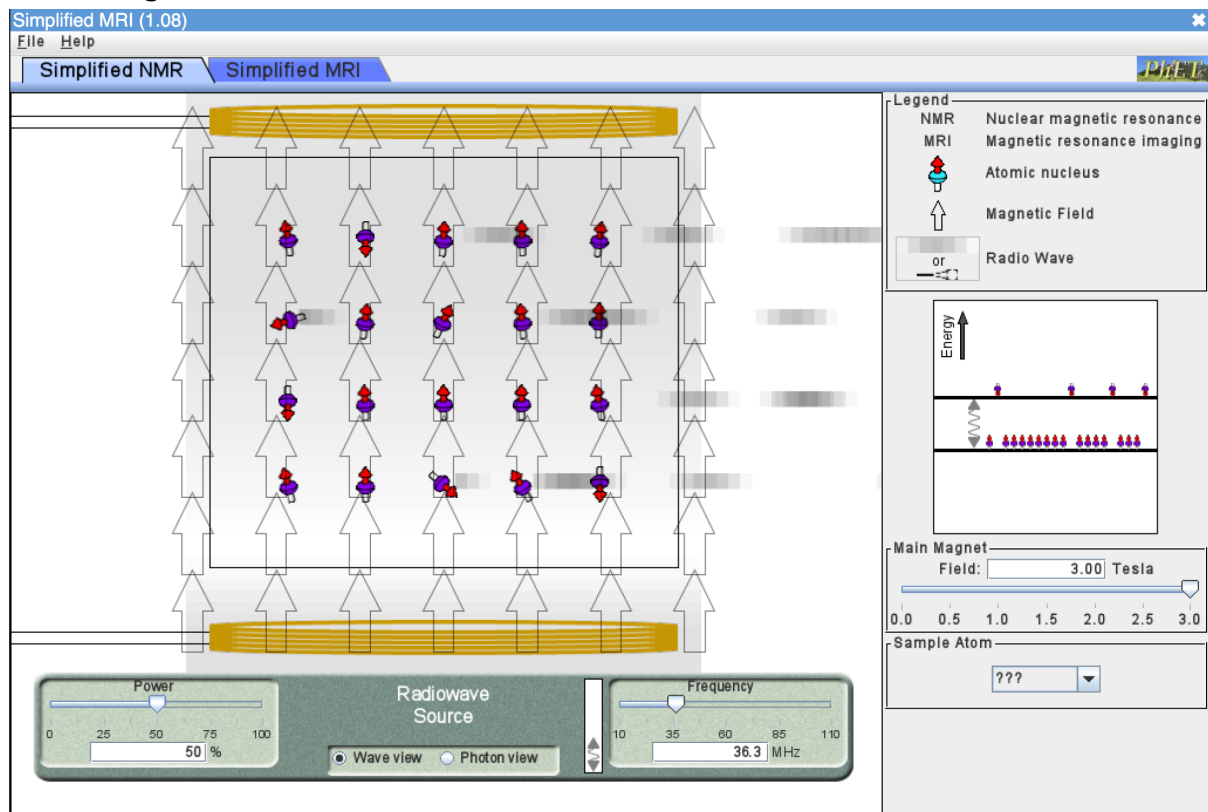 Simplified MRI (1.08)
File Help
Simplified NMR Simplified MRI
PhET
Legend
NMR Nuclear magnetic resonance
MRI Magnetic resonance imaging
Atomic nucleus
Magnetic Field
or
Radio Wave
Energy
Main Magnet
Field: 3.00 Tesla
0.0 0.5 1.0 1.5 2.0 2.5 3.0
Sample Atom
???
Power
0 25 50 75 100
50 %
Radiowave
Source
Wave view Photon view
Frequency
10 35 60 85 110
36.3 MHz